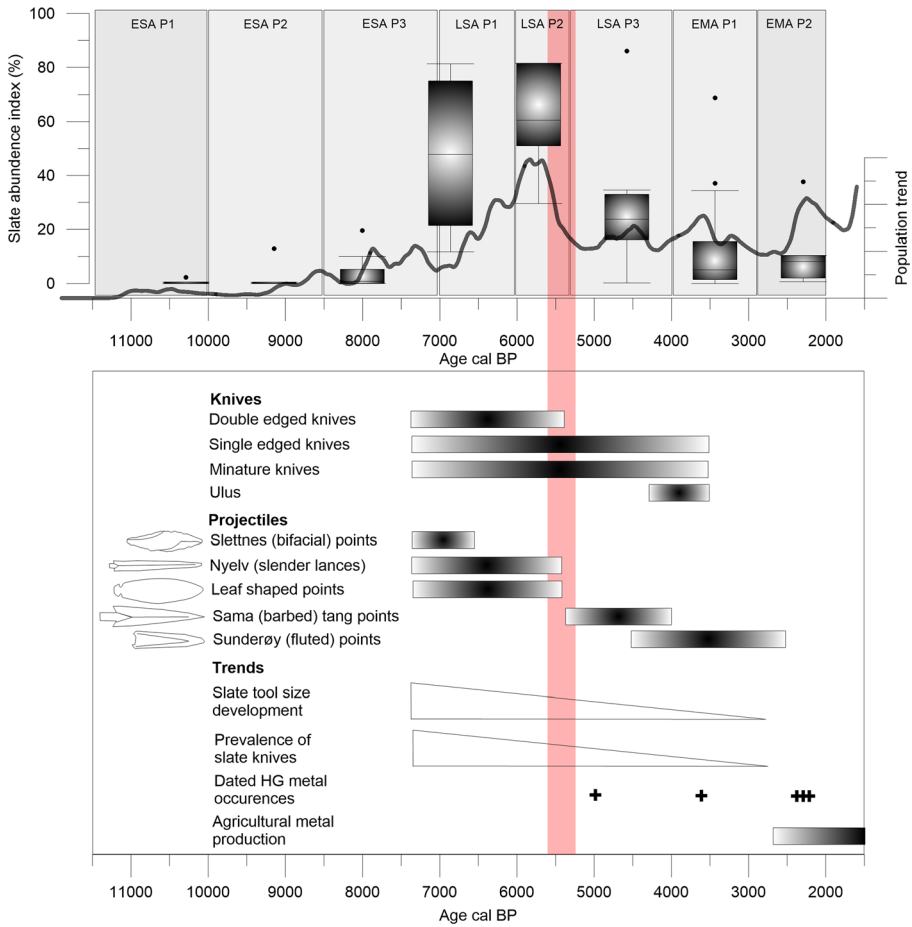 ESA P1 ESA P2 ESA P3 LSA P1 LSA P2 LSA P3 EMA P1 EMA P2
Slate abundence index (%)
100
80
60
40
20
0
Population trend
11000 10000 9000 8000 7000 6000 5000 4000 3000 2000
Age cal BP
Knives
Double edged knives
Single edged knives
Minature knives
Ulus
Projectiles
Slettnes (bifacial) points
Nyelv (slender lances)
Leaf shaped points
Sama (barbed) tang points
Sunderøy (fluted) points
Trends
Slate tool size
development
Prevalence of
slate knives
Dated HG metal
occurences
Agricultural metal
production
11000 10000 9000 8000 7000 6000 5000 4000 3000 2000
Age cal BP